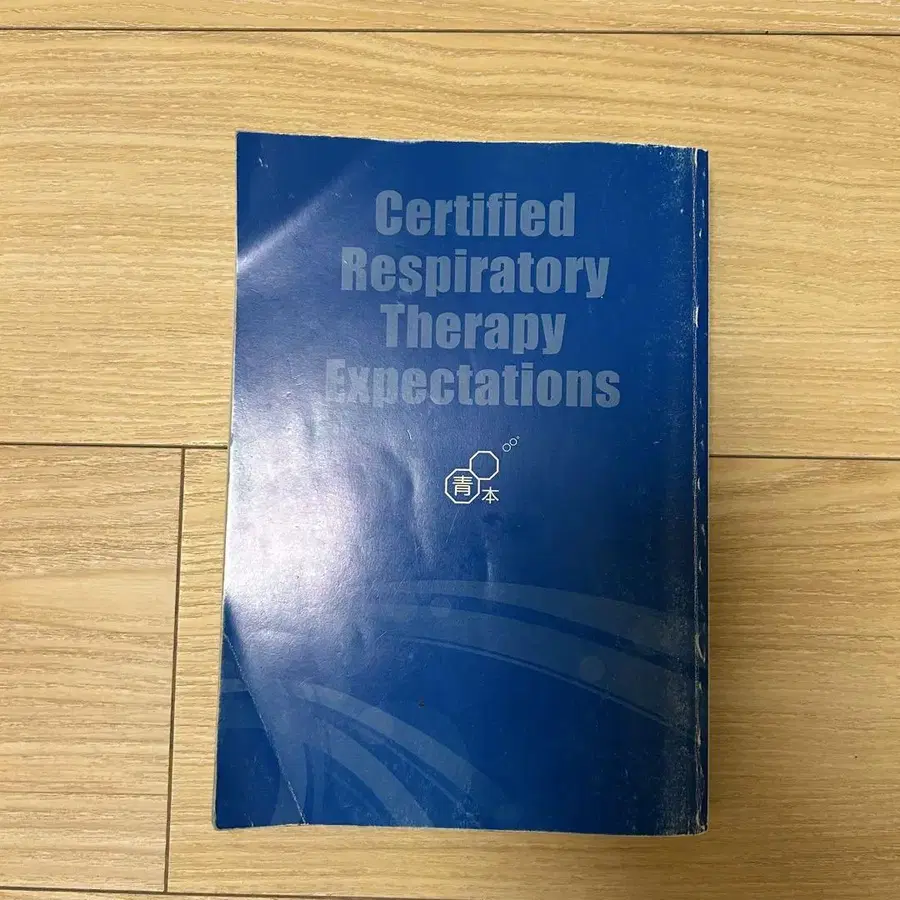 Certified
Respiratory
Therapy
Expectations
青本